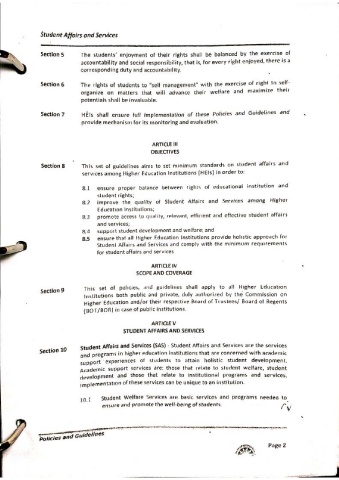 Student Affairs and Services
Section 5 The students' enjoyment of their rights shall be balanced by the exercise of
accountability and social responsibility, that is, for every right enjoyed, there is a
corresponding duty and accountability.
Section 6 The rights of students to "self management" with the exercise of right to self-
organize on matters that will advance their welfare and maximize their
potentials shall be invaluable.
Section 7 HEIs shall ensure full implementation of these Policies and Guidelines and
provide mechanism for its monitoring and evaluation.
ARTICLE III
OBJECTIVES
Section 8 This set of guidelines aims to set minimum standards on student affairs and
services among Higher Education Institutions (HEIs) in order to:
8.1 ensure proper balance between rights of educational institution and
student rights;
8.2 improve the quality of Student Affairs and Services among Higher
Education Institutions;
8.3 promote access to quality, relevant, efficient and effective student affairs
and services;
8.4 support student development and welfare; and
8.5 ensure that all Higher Education Institutions provide holistic approach for
Student Affairs and Services and comply with the minimum requirements
for student affairs and services
ARTICLE IV
SCOPE AND COVERAGE
Section 9 This set of policies, and guidelines shall apply to all Higher Education
Institutions both public and private, duly authorized by the Commission on
Higher Education and/or their respective Board of Trustees/ Board of Regents
(BOT/BOR) in case of public institutions.
ARTICLE V
STUDENT AFFAIRS AND SERVICES
Section 10 Student Affairs and Services (SAS) - Student Affairs and Services are the services
and programs in higher education institutions that are concerned with academic
support experiences of students to attain holistic student development.
Academic support services are those that relate to student welfare, student
development and those that relate to institutional programs and services.
Implementation of these services can be unique to an institution.
10.1 Student Welfare Services are basic services and programs needed to
ensure and promote the well-being of students.
Policies and Guidelines
Page 2